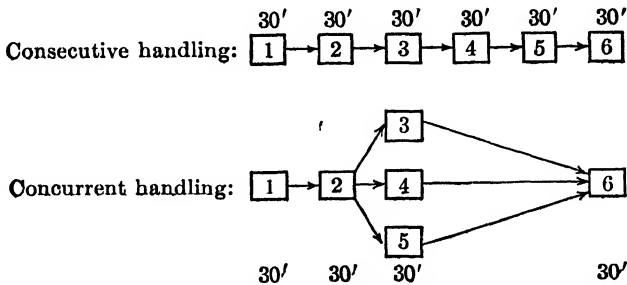 30′ 30′ 30′ 30′ 30′ 30′
Consecutive handling: 1 2 3 4 5 6
3
Concurrent handling: 1 2 4 6
5
30′ 30′ 30′ 30′